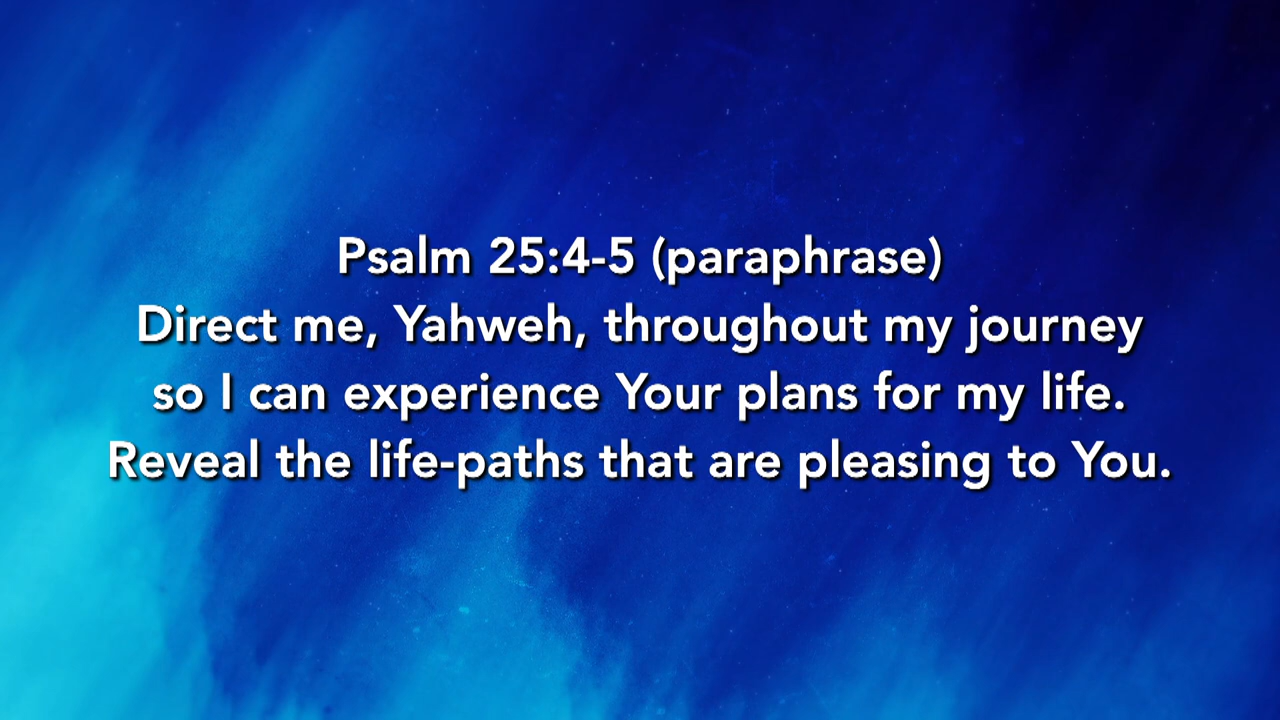 Psalm 25:4-5 (paraphrase)
Direct me, Yahweh, throughout my journey
so I can experience Your plans for my life.
Reveal the life-paths that are pleasing to You.